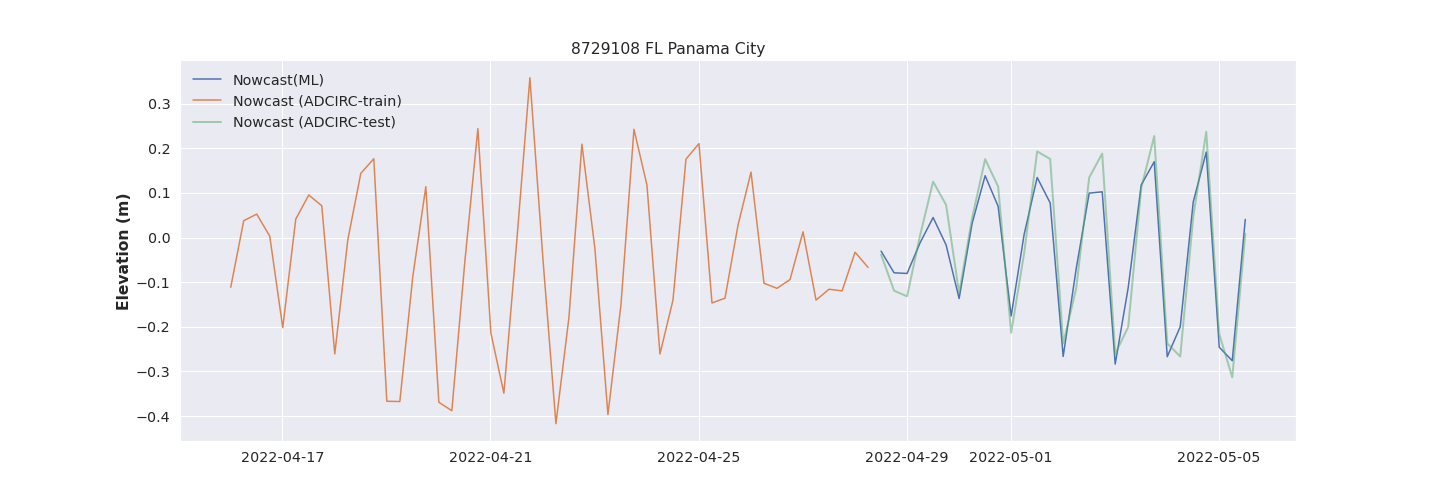 8729108 FL Panama City
Nowcast(ML)
Nowcast (ADCIRC-train)
Nowcast (ADCIRC-test)
Elevation (m)
0.3
0.2
0.1
0.0
−0.1
−0.2
−0.3
−0.4
2022-04-17 2022-04-21 2022-04-25 2022-04-29 2022-05-01 2022-05-05